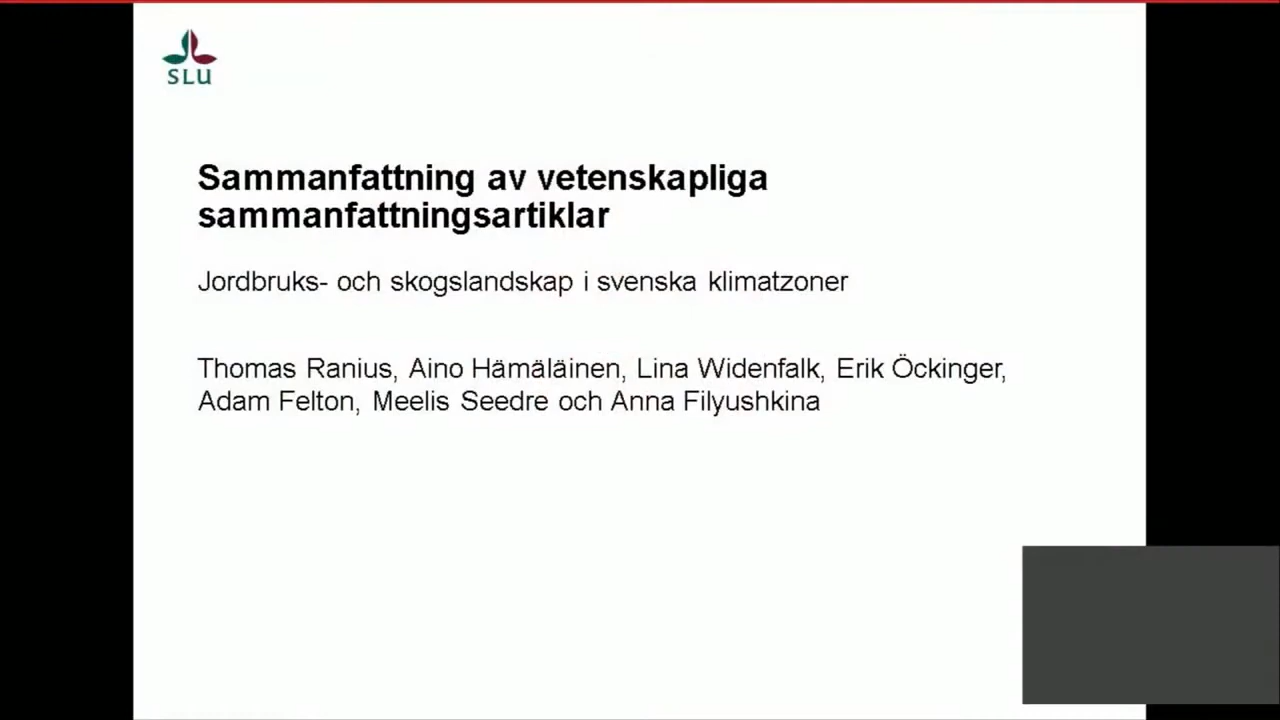 SLU
Sammanfattning av vetenskapliga
sammanfattningsartiklar
Jordbruks- och skogslandskap i svenska klimatzoner
Thomas Ranius, Aino Hämäläinen, Lina Widenfalk, Erik Öckinger,
Adam Felton, Meelis Seedre och Anna Filyushkina